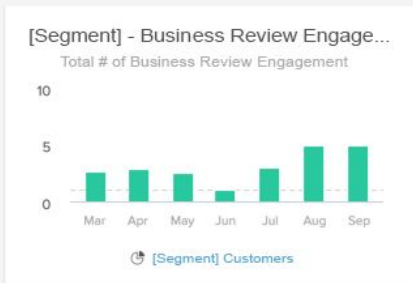 [Segment] - Business Review Engage...
Total # of Business Review Engagement
10
5
0
Mar Apr May Jun Jul Aug Sep
[Segment] Customers